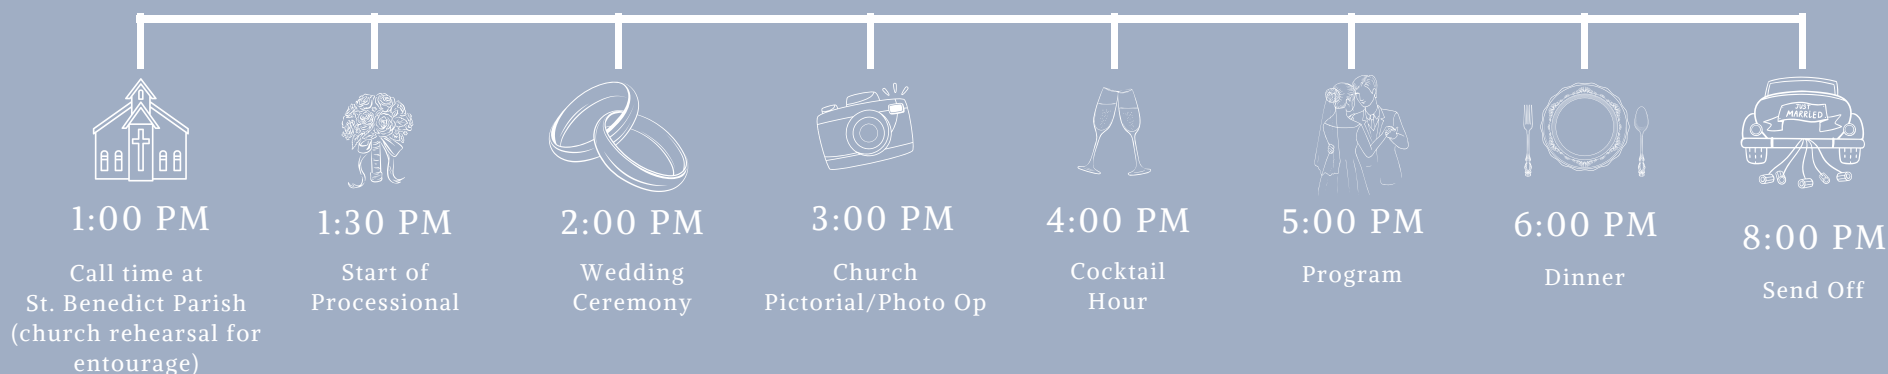 1:00 PM
Call time at
St. Benedict Parish
(church rehearsal for
entourage)
1:30 PM
Start of
Processional
2:00 PM
Wedding
Ceremony
3:00 PM
Church
Pictorial/Photo Op
4:00 PM
Cocktail
Hour
5:00 PM
Program
6:00 PM
Dinner
JUST
MARRLED
8:00 PM
Send Off